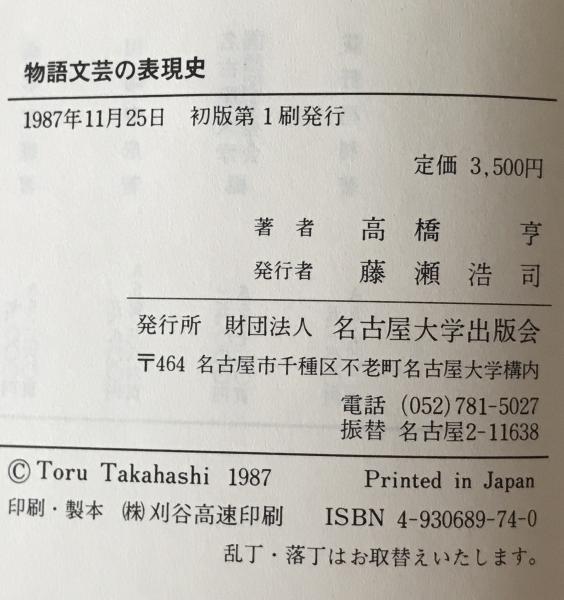 物語文芸の表現史
1987年11月25日 初版第1刷発行
定価 3,500円
著者 高橋 亨
発行者 藤瀬浩司
発行所 財団法人 名古屋大学出版会
〒464 名古屋市千種区不老町名古屋大学構内
電話 (052)781-5027
振替 名古屋2-11638
© Toru Takahashi 1987 Printed in Japan
印刷・製本 ㈱刈谷高速印刷 ISBN 4-930689-74-0
乱丁・落丁はお取替えいたします。